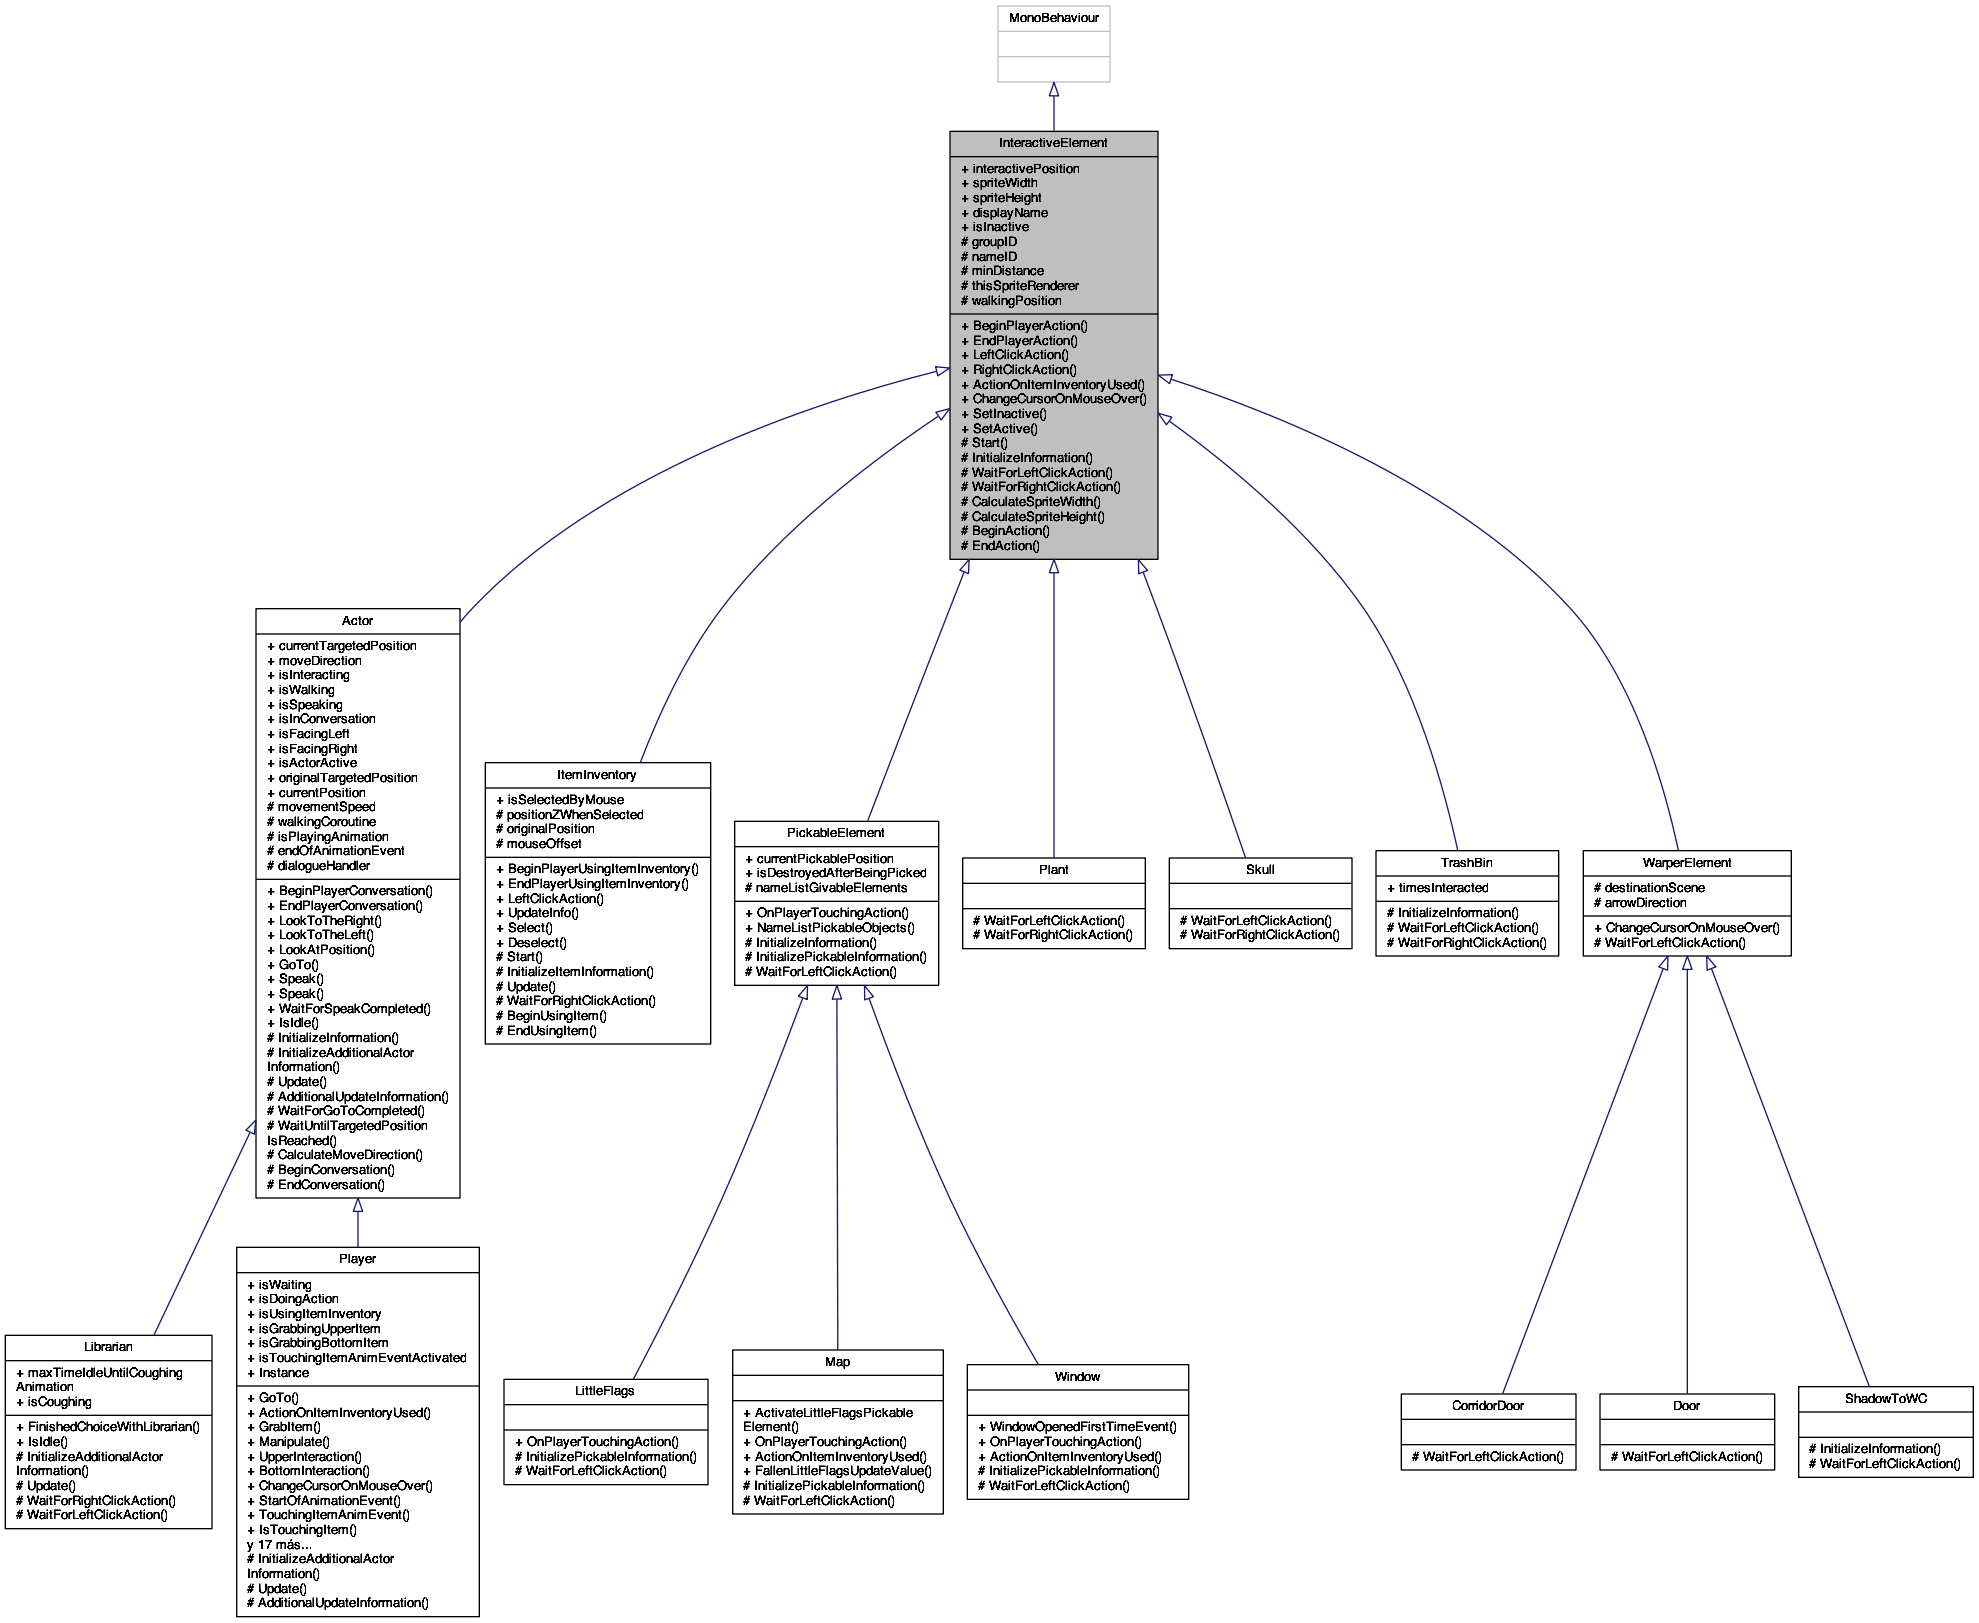 MonoBehaviour
InteractiveElement
+ interactivePosition
+ spriteWidth
+ spriteHeight
+ displayName
+ isInactive
# groupID
# nameID
# minDistance
# thisSpriteRenderer
# walkingPosition
+ BeginPlayerAction()
+ EndPlayerAction()
+ LeftClickAction()
+ RightClickAction()
+ ActionOnItemInventoryUsed()
+ ChangeCursorOnMouseOver()
+ SetInactive()
+ SetActive()
# Start()
# InitializeInformation()
# WaitForLeftClickAction()
# WaitForRightClickAction()
# CalculateSpriteWidth()
# CalculateSpriteHeight()
# BeginAction()
# EndAction()
Actor
+ currentTargetedPosition
+ moveDirection
+ isInteracting
+ isWalking
+ isSpeaking
+ isInConversation
+ isFacingLeft
+ isFacingRight
+ isActorActive
+ originalTargetedPosition
+ currentPosition
# movementSpeed
# walkingCoroutine
# isPlayingAnimation
# endOfAnimationEvent
# dialogueHandler
+ BeginPlayerConversation()
+ EndPlayerConversation()
+ LookToTheRight()
+ LookToTheLeft()
+ LookAtPosition()
+ GoTo()
+ Speak()
+ Speak()
+ WaitForSpeakCompleted()
+ IsIdle()
# InitializeInformation()
# InitializeAdditionalActor
Information()
# Update()
# AdditionalUpdateInformation()
# WaitForGoToCompleted()
# WaitUntilTargetedPosition
IsReached()
# CalculateMoveDirection()
# BeginConversation()
# EndConversation()
ItemInventory
+ isSelectedByMouse
# positionZWhenSelected
# originalPosition
# mouseOffset
+ BeginPlayerUsingItemInventory()
+ EndPlayerUsingItemInventory()
+ LeftClickAction()
+ UpdateInfo()
+ Select()
+ Deselect()
# Start()
# InitializeItemInformation()
# Update()
# WaitForRightClickAction()
# BeginUsingItem()
# EndUsingItem()
PickableElement
+ currentPickablePosition
+ isDestroyedAfterBeingPicked
# nameListGivableElements
+ OnPlayerTouchingAction()
+ NameListPickableObjects()
# InitializeInformation()
# InitializePickableInformation()
# WaitForLeftClickAction()
Plant
# WaitForLeftClickAction()
# WaitForRightClickAction()
Skull
# WaitForLeftClickAction()
# WaitForRightClickAction()
TrashBin
+ timesInteracted
# InitializeInformation()
# WaitForLeftClickAction()
# WaitForRightClickAction()
WarperElement
# destinationScene
# arrowDirection
+ ChangeCursorOnMouseOver()
# WaitForLeftClickAction()
Librarian
+ maxTimeIdleUntilCoughing
Animation
+ isCoughing
+ FinishedChoiceWithLibrarian()
+ IsIdle()
# InitializeAdditionalActor
Information()
# Update()
# WaitForRightClickAction()
# WaitForLeftClickAction()
Player
+ isWaiting
+ isDoingAction
+ isUsingItemInventory
+ isGrabbingUpperItem
+ isGrabbingBottomItem
+ isTouchingItemAnimEventActivated
+ Instance
+ GoTo()
+ ActionOnItemInventoryUsed()
+ GrabItem()
+ Manipulate()
+ UpperInteraction()
+ BottomInteraction()
+ ChangeCursorOnMouseOver()
+ StartOfAnimationEvent()
+ TouchingItemAnimEvent()
+ IsTouchingItem()
y 17 más...
# InitializeAdditionalActor
Information()
# Update()
# AdditionalUpdateInformation()
LittleFlags
+ OnPlayerTouchingAction()
# InitializePickableInformation()
# WaitForLeftClickAction()
Map
+ ActivateLittleFlagsPickable
Element()
+ OnPlayerTouchingAction()
+ ActionOnItemInventoryUsed()
+ FallenLittleFlagsUpdateValue()
# InitializePickableInformation()
# WaitForLeftClickAction()
Window
+ WindowOpenedFirstTimeEvent()
+ OnPlayerTouchingAction()
+ ActionOnItemInventoryUsed()
# InitializePickableInformation()
# WaitForLeftClickAction()
CorridorDoor
# WaitForLeftClickAction()
Door
# WaitForLeftClickAction()
ShadowToWC
# InitializeInformation()
# WaitForLeftClickAction()